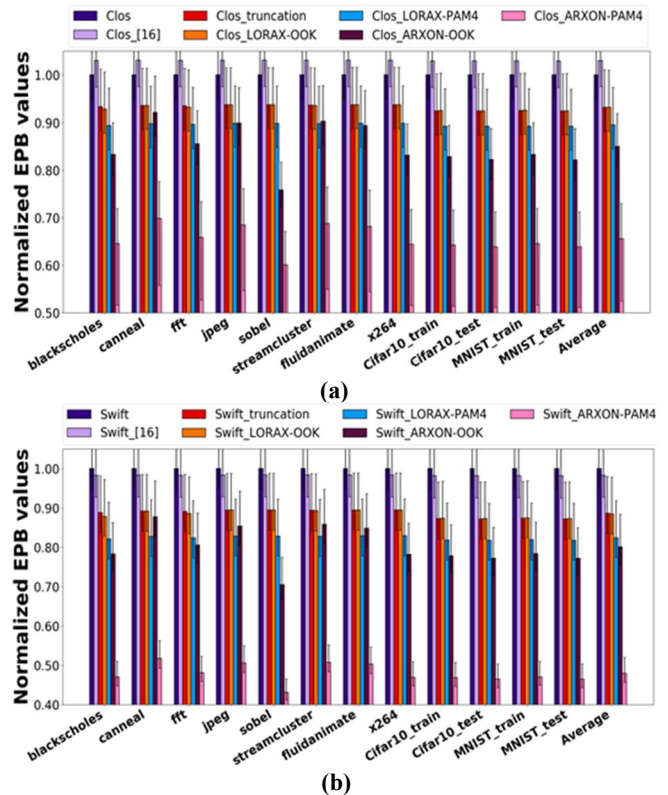 Clos Clos_truncation Clos_LORAX-PAM4 Clos_ARXON-PAM4
Clos_[16] Clos_LORAX-OOK Clos_ARXON-OOK
Normalized EPB values
1.00
0.90
0.80
0.70
0.60
0.50
blackscholes canneal fft jpeg sobel streamcluster fluidanimate x264 Cifar10_train Cifar10_test MNIST_train MNIST_test Average
(a)
Swift Swift_truncation Swift_LORAX-PAM4 Swift_ARXON-PAM4
Swift_[16] Swift_LORAX-OOK Swift_ARXON-OOK
Normalized EPB values
1.00
0.90
0.80
0.70
0.60
0.50
0.40
blackscholes canneal fft jpeg sobel streamcluster fluidanimate x264 Cifar10_train Cifar10_test MNIST_train MNIST_test Average
(b)